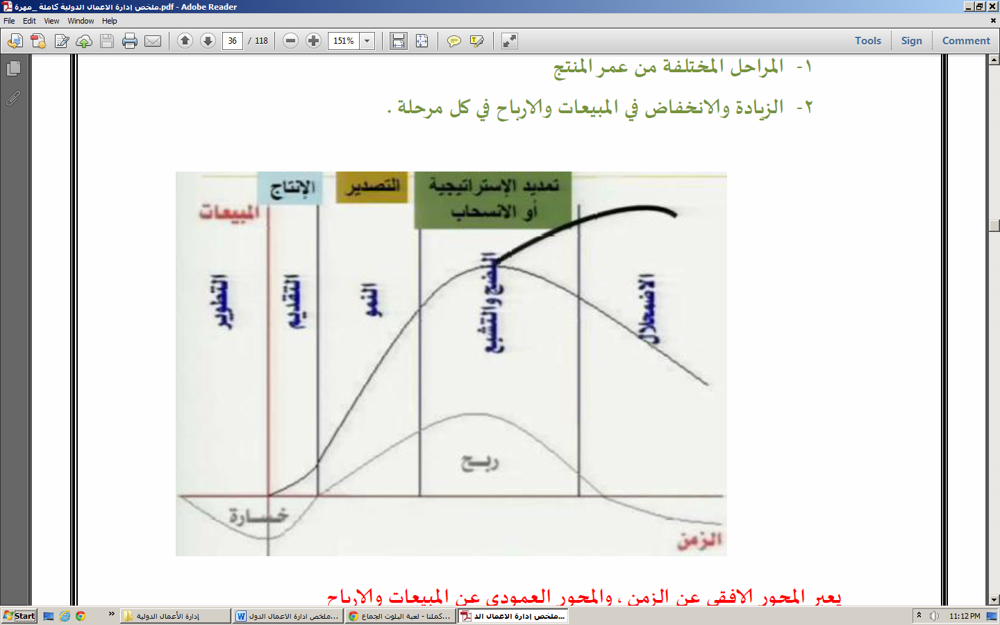 ملخص إدارة الاعمال الدولية كاملة _مهرة.pdf - Adobe Reader
File Edit View Window Help
36 / 118 151% Tools Sign Comment
١- المراحل المختلفة من عمر المنتج
٢- الزيادة والانخفاض في المبيعات والارباح في كل مرحلة .
الإنتاج
التصدير
تمديد الإستراتيجية
أو الانسحاب
المبيعات
التطوير
التقديم
النمو
النضج والتشبع
الاضمحلال
ربح
خسارة
الزمن
يعبر المحور الافقي عن الزمن ، والمحور العمودي عن المبيعات والارباح
Start » إدارة الأعمال الدولية ملخص ادارة الاعمال الدول... كملنا - لعبة البلوت الجماع... ملخص إدارة الاعمال الد... 11:12 PM